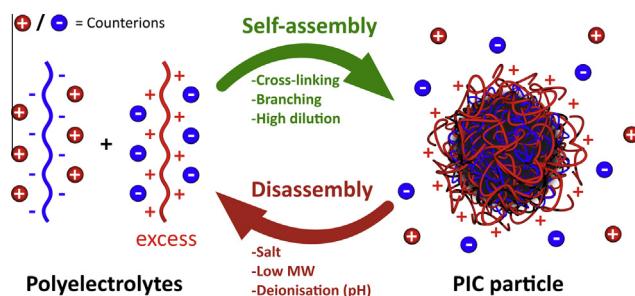 + / - = Counterions
Self-assembly
-Cross-linking
-Branching
-High dilution
+
excess
Disassembly
-Salt
-Low MW
-Deionisation (pH)
Polyelectrolytes
PIC particle